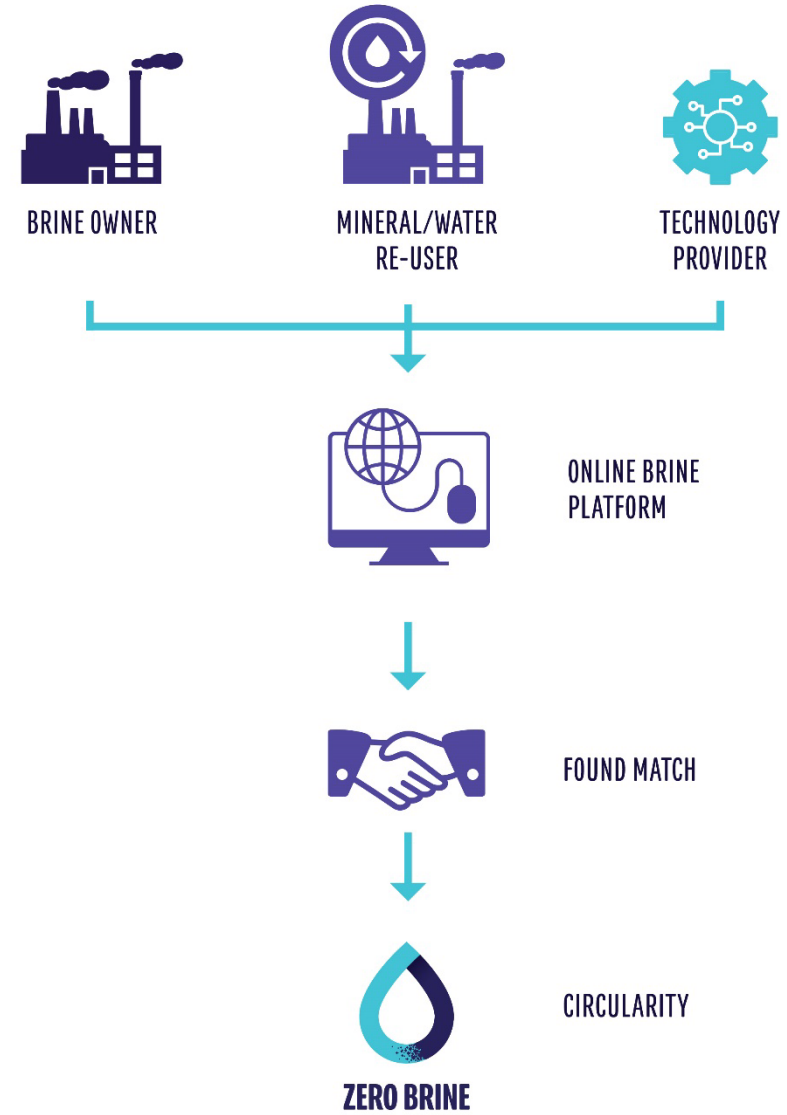 BRINE OWNER
MINERAL/WATER
RE-USER
TECHNOLOGY
PROVIDER
ONLINE BRINE
PLATFORM
FOUND MATCH
CIRCULARITY
ZERO BRINE